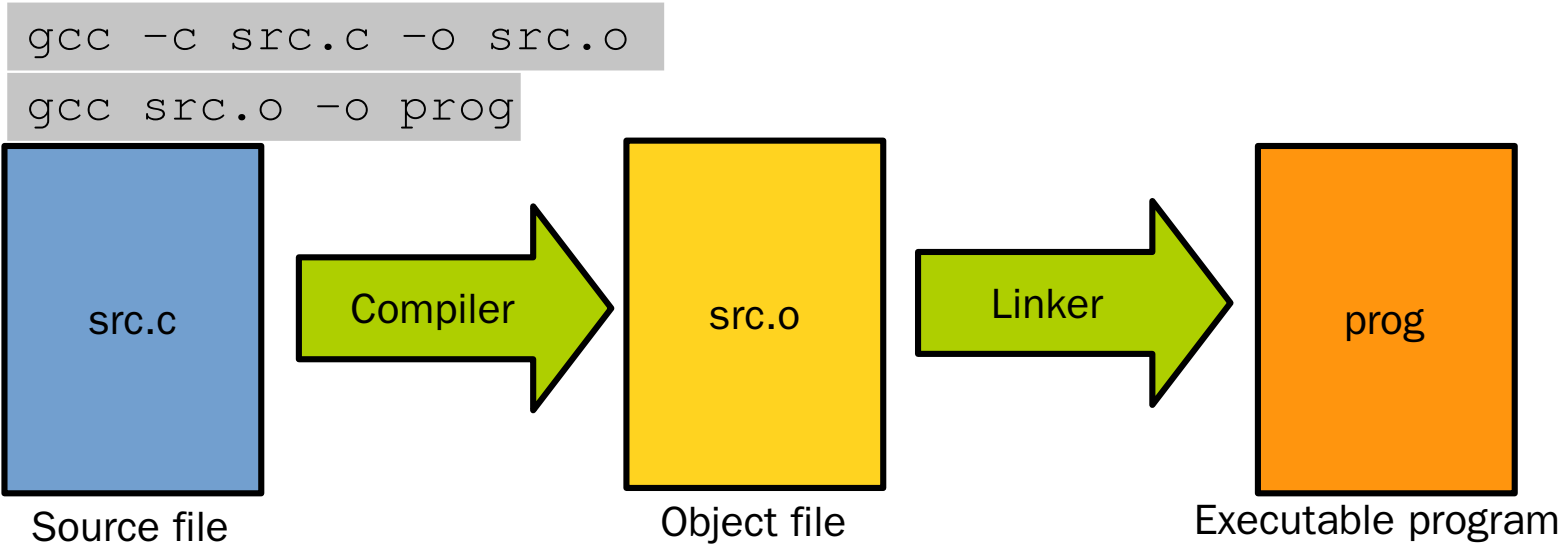 gcc -c src.c -o src.o
gcc src.o -o prog
src.c
Compiler
src.o
Linker
prog
Source file
Object file
Executable program